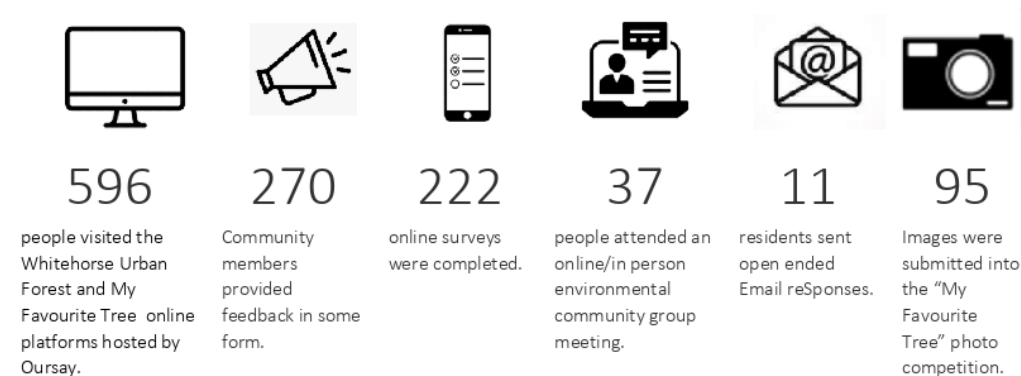 596
people visited the
Whitehorse Urban
Forest and My
Favourite Tree online
platforms hosted by
Oursay.
270
Community
members
provided
feedback in some
form.
222
online surveys
were completed.
37
people attended an
online/in person
environmental
community group
meeting.
11
residents sent
open ended
Email reSponses.
95
Images were
submitted into
the “My
Favourite
Tree” photo
competition.